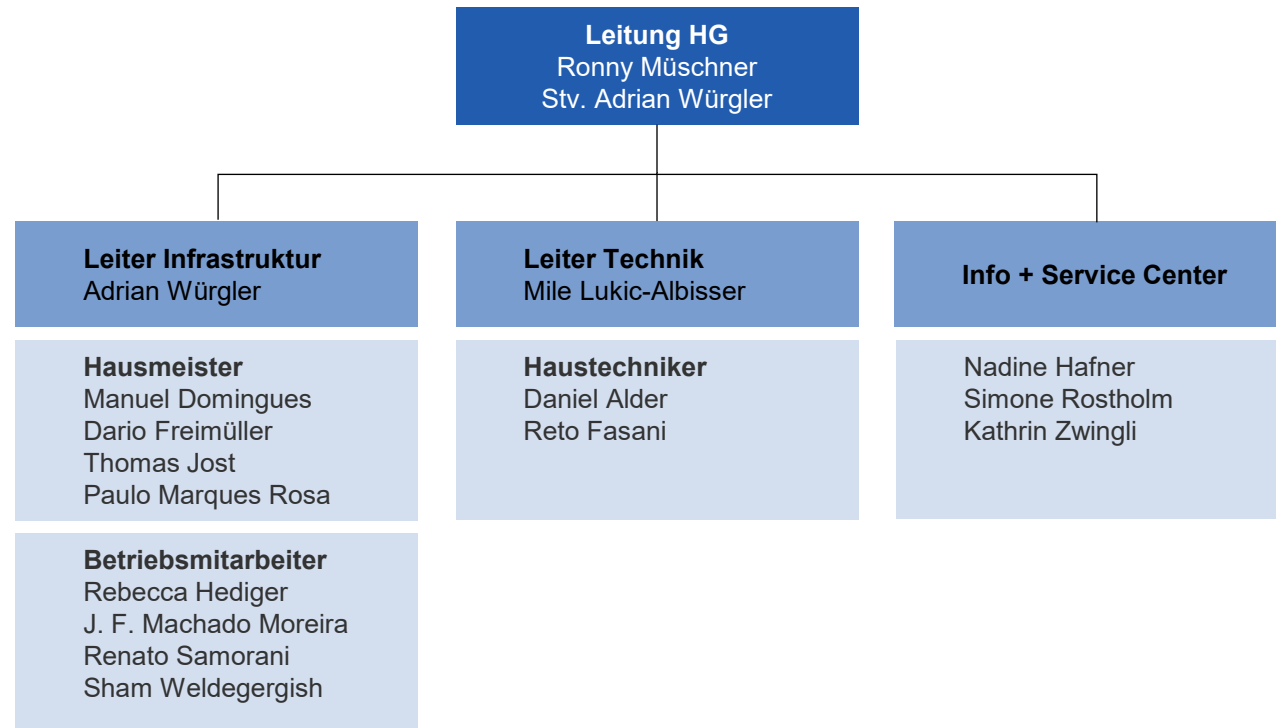 Leitung HG
Ronny Müschner
Stv. Adrian Würgler
Leiter Infrastruktur
Adrian Würgler
Hausmeister
Manuel Domingues
Dario Freimüller
Thomas Jost
Paulo Marques Rosa
Betriebsmitarbeiter
Rebecca Hediger
J. F. Machado Moreira
Renato Samorani
Sham Weldegergish
Leiter Technik
Mile Lukic-Albisser
Haustechniker
Daniel Alder
Reto Fasani
Info + Service Center
Nadine Hafner
Simone Rostholm
Kathrin Zwingli